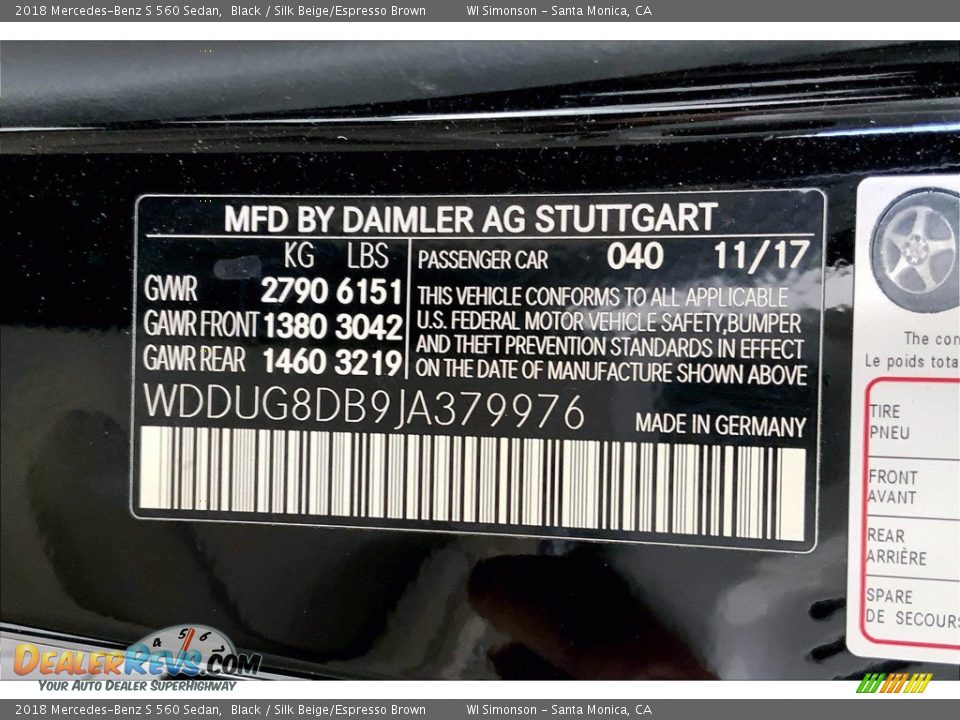 2018 Mercedes-Benz S 560 Sedan, Black / Silk Beige/Espresso Brown WI Simonson - Santa Monica, CA
MFD BY DAIMLER AG STUTTGART
KG LBS
GWR 2790 6151
GAWR FRONT 1380 3042
GAWR REAR 1460 3219
PASSENGER CAR 040 11/17
THIS VEHICLE CONFORMS TO ALL APPLICABLE
U.S. FEDERAL MOTOR VEHICLE SAFETY,BUMPER
AND THEFT PREVENTION STANDARDS IN EFFECT
ON THE DATE OF MANUFACTURE SHOWN ABOVE
WDDUG8DB9JA379976
MADE IN GERMANY
The
Le poids
TIRE
PNEU
FRONT
AVANT
REAR
ARRIÈRE
SPARE
DE SECOURS
4 5 6
DEALERREVS.COM
YOUR AUTO DEALER SUPERHIGHWAY
2018 Mercedes-Benz S 560 Sedan, Black / Silk Beige/Espresso Brown WI Simonson - Santa Monica, CA